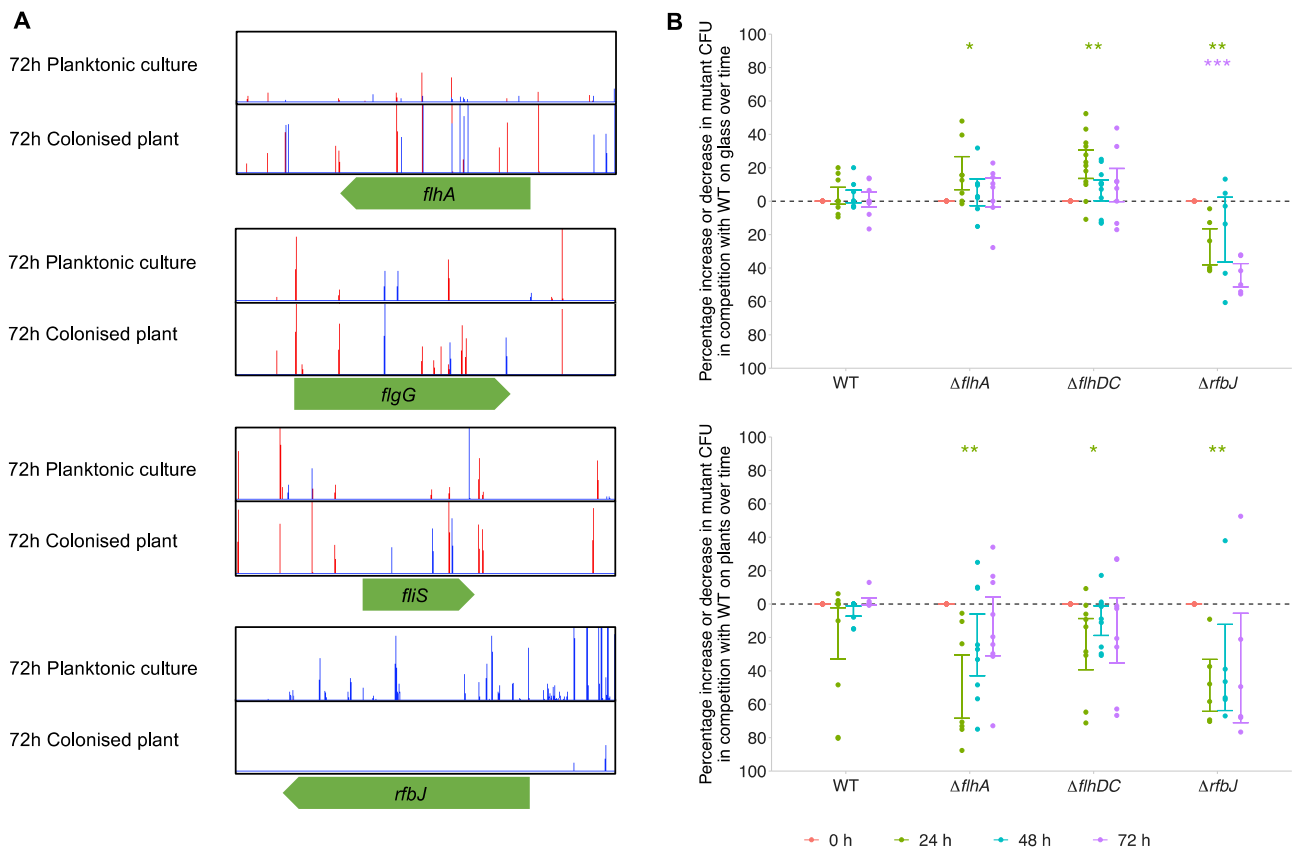 A
72h Planktonic culture
72h Colonised plant
flhA
72h Planktonic culture
72h Colonised plant
flgG
72h Planktonic culture
72h Colonised plant
fliS
72h Planktonic culture
72h Colonised plant
rfbJ
B
Percentage increase or decrease in mutant CFU
in competition with WT on glass over time
100
80
60
40
20
0
20
40
60
80
100
* ** **
***
WT ΔflhA ΔflhDC ΔrfbJ
Percentage increase or decrease in mutant CFU
in competition with WT on plants over time
100
80
60
40
20
0
20
40
60
80
100
** * **
WT ΔflhA ΔflhDC ΔrfbJ
0 h 24 h 48 h 72 h